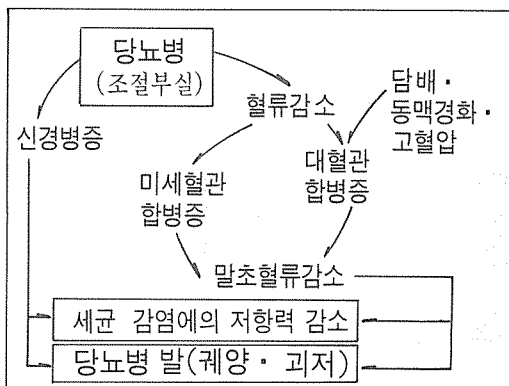 당뇨병
(조절부실)
혈류감소
담배·
동맥경화·
고혈압
신경병증
미세혈관
합병증
대혈관
합병증
말초혈류감소
세균 감염에의 저항력 감소
당뇨병 발(궤양·괴저)